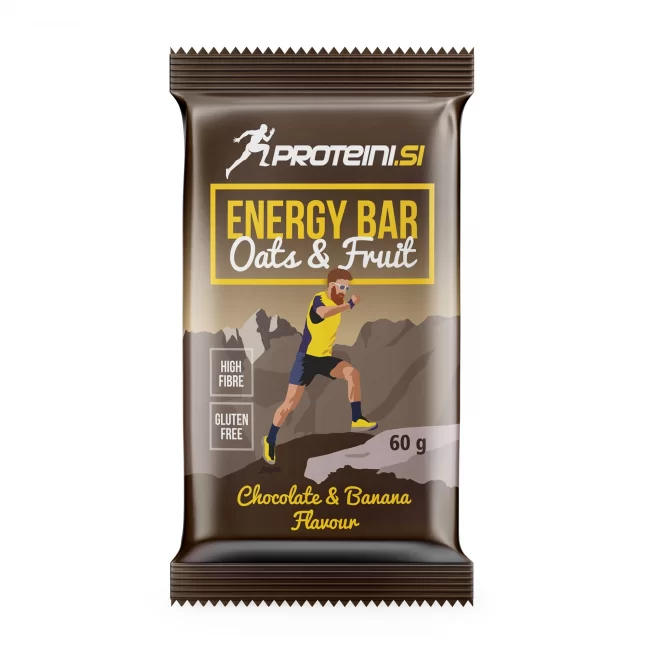 PROTEINI.SI
ENERGY BAR
Oats & Fruit
HIGH
FIBRE
GLUTEN
FREE
60 g
Chocolate & Banana
Flavour